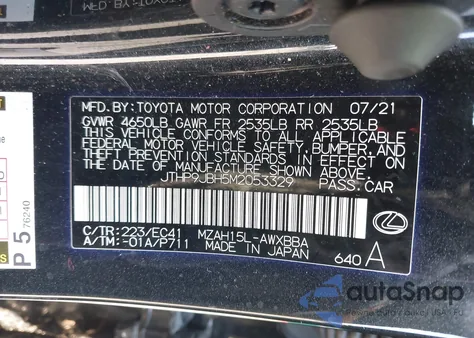 MFD. BY: TOYOTA MOTOR CORPORATION 07/21
GVWR 4650LB GAWR FR 2535LB RR 2535LB
THIS VEHICLE CONFORMS TO ALL APPLICABLE
FEDERAL MOTOR VEHICLE SAFETY, BUMPER, AND
THEFT PREVENTION STANDARDS IN EFFECT ON THE
DATE OF MANUFACTURE SHOWN ABOVE.
JTHP9JBH5M2053329 PASS. CAR
C/TR: 223/EC41 MZAH15L-AWXBBA
A/TM: -01A/P711 MADE IN JAPAN
640 A
P 5
76240
autoSnap